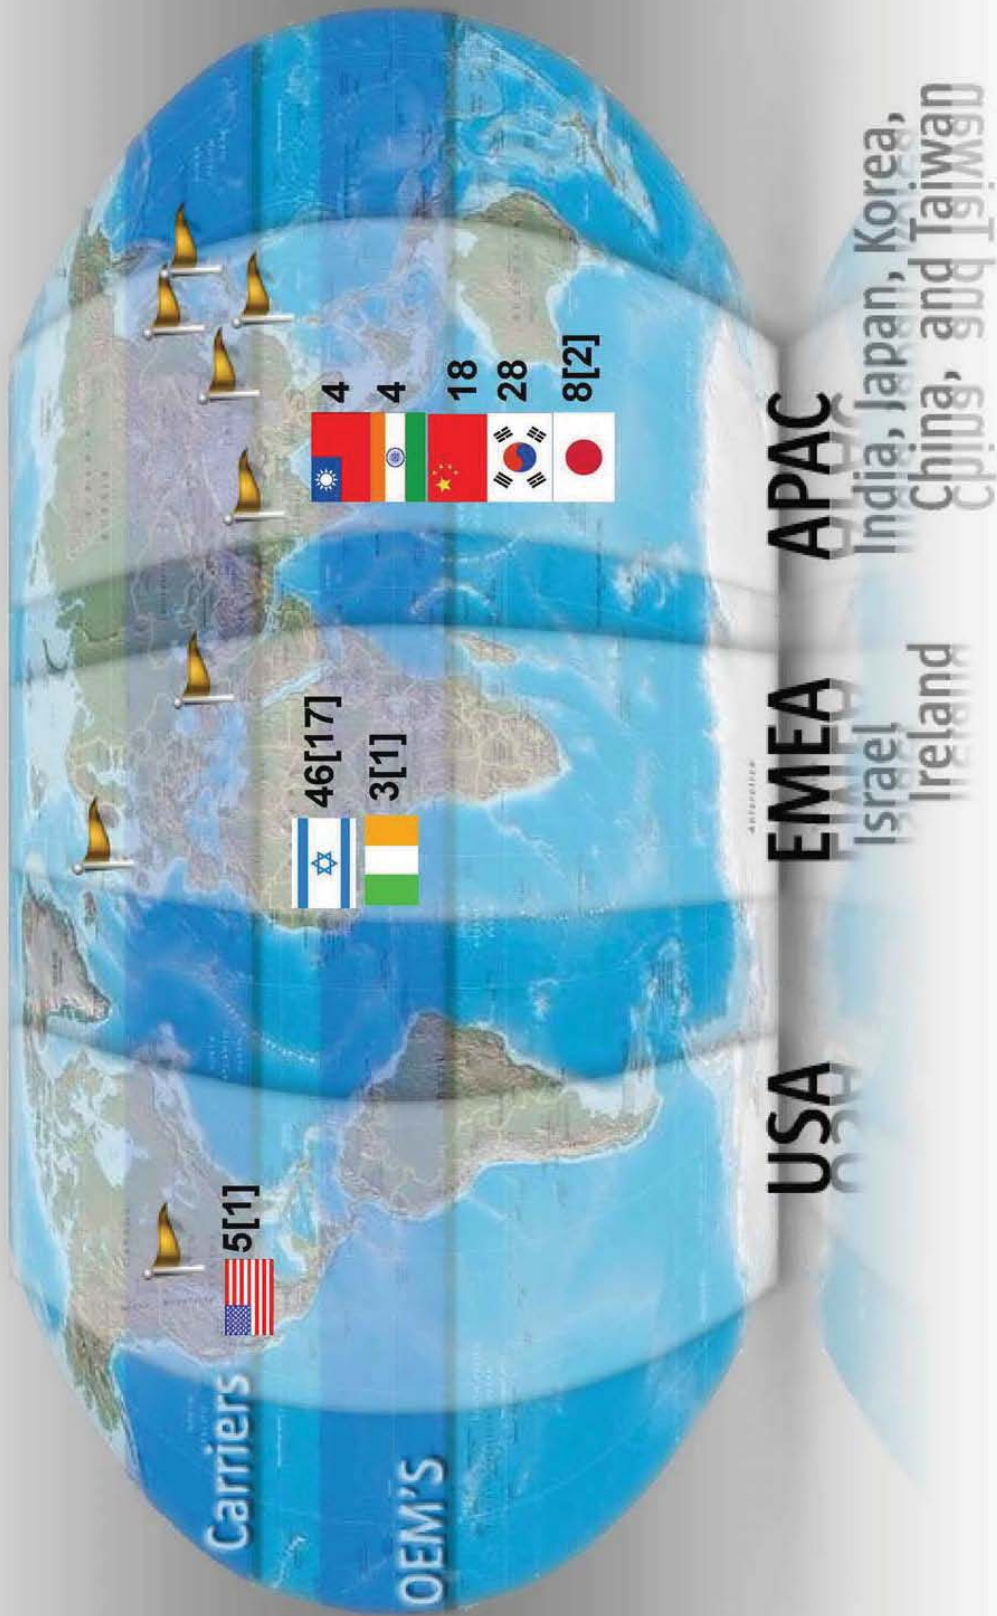 Carriers
OEM'S
5[1]
46[17]
3[1]
4
4
18
28
8[2]
USA
EMEA
Israel
Ireland
APAC
India, Japan, Korea,
China, and Taiwan